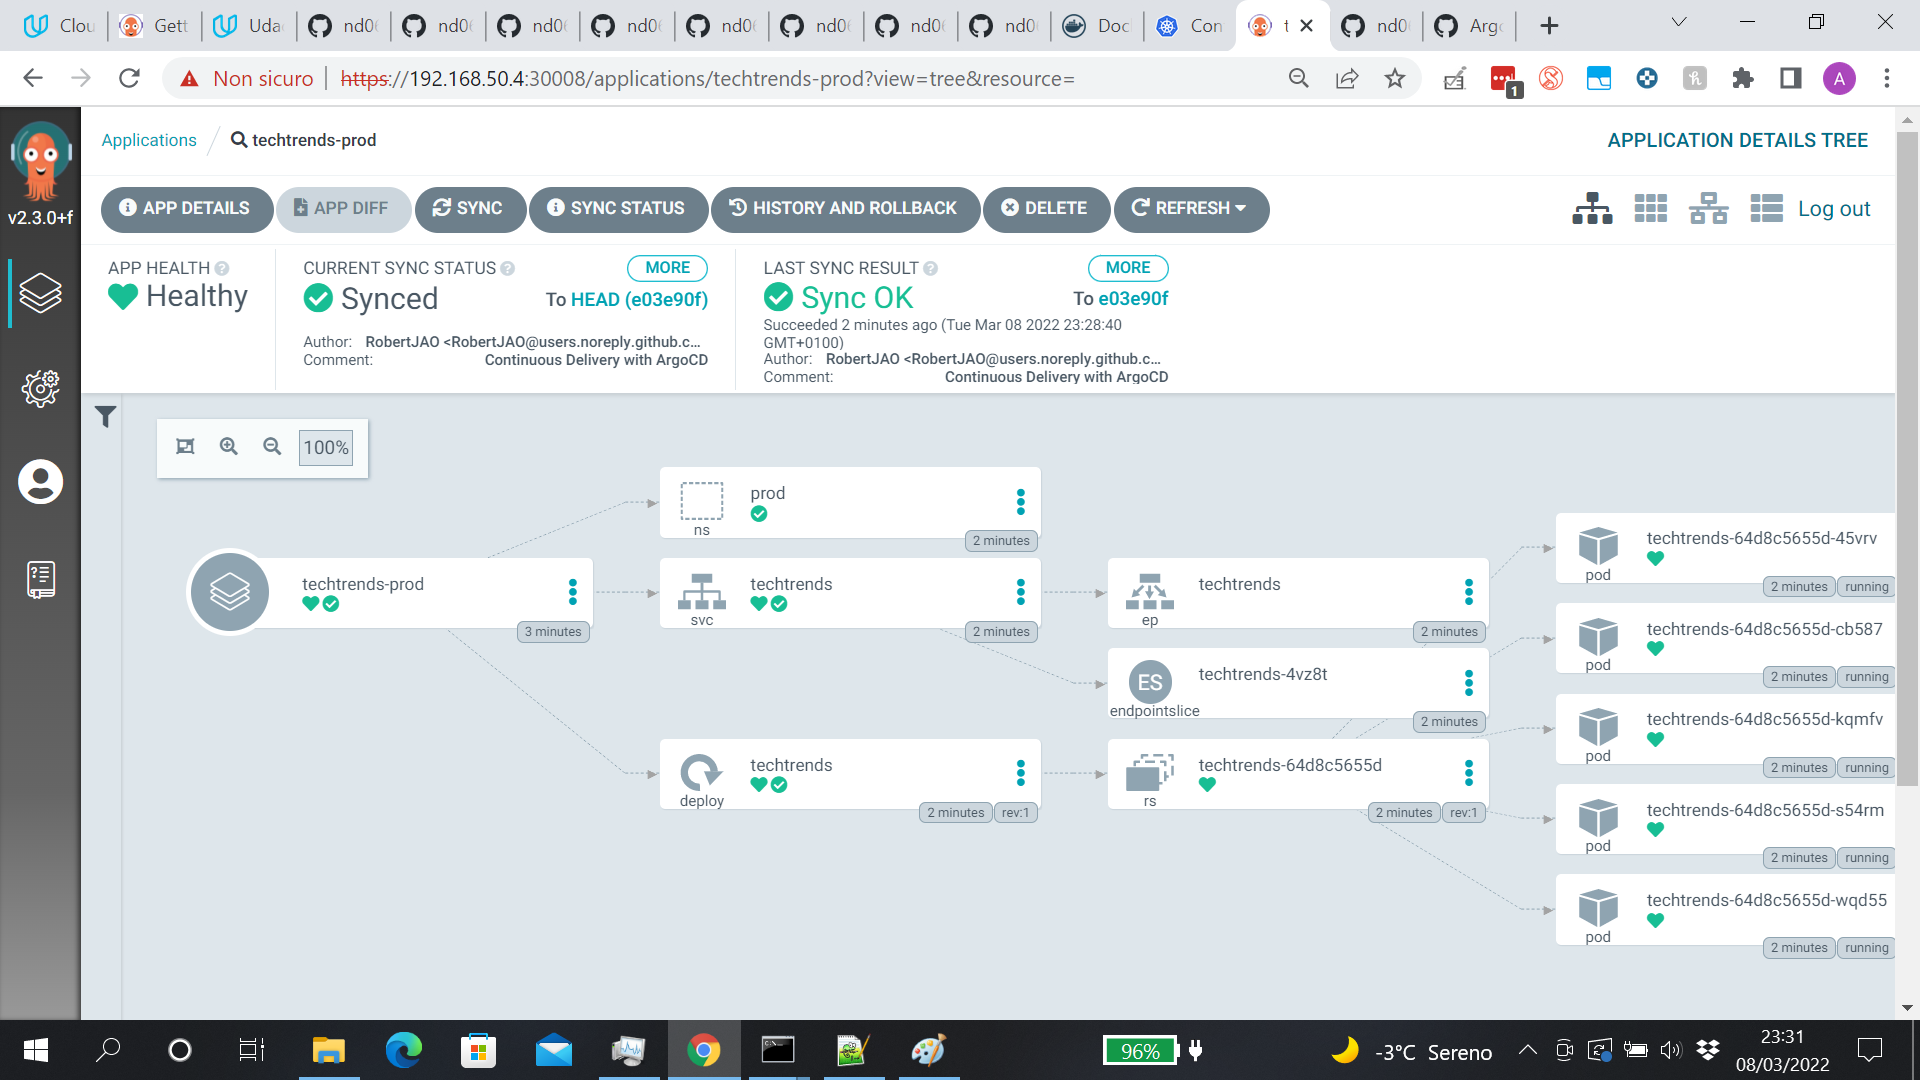 Clou
Gett
Uda
nd0
nd0
nd0
nd0
nd0
nd0
nd0
nd0
Doc
Con
t
nd0
Arg
Non sicuro
https://192.168.50.4:30008/applications/techtrends-prod?view=tree&resource=
1
A
v2.3.0+f
Applications / techtrends-prod
APPLICATION DETAILS TREE
APP DETAILS
APP DIFF
SYNC
SYNC STATUS
HISTORY AND ROLLBACK
DELETE
REFRESH
Log out
APP HEALTH
Healthy
CURRENT SYNC STATUS
MORE
Synced
To HEAD (e03e90f)
Author: RobertJAO <RobertJAO@users.noreply.github.c...
Comment: Continuous Delivery with ArgoCD
LAST SYNC RESULT
MORE
Sync OK
To e03e90f
Succeeded 2 minutes ago (Tue Mar 08 2022 23:28:40
GMT+0100)
Author: RobertJAO <RobertJAO@users.noreply.github.c...
Comment: Continuous Delivery with ArgoCD
100%
techtrends-prod
3 minutes
prod
ns
2 minutes
techtrends
svc
2 minutes
techtrends
deploy
2 minutes
rev:1
techtrends
ep
2 minutes
ES
techtrends-4vz8t
endpointslice
2 minutes
techtrends-64d8c5655d
rs
2 minutes
rev:1
techtrends-64d8c5655d-45vrv
pod
2 minutes
running
techtrends-64d8c5655d-cb587
pod
2 minutes
running
techtrends-64d8c5655d-kqmfv
pod
2 minutes
running
techtrends-64d8c5655d-s54rm
pod
2 minutes
running
techtrends-64d8c5655d-wqd55
pod
2 minutes
running
96%
-3°C Sereno
23:31
08/03/2022